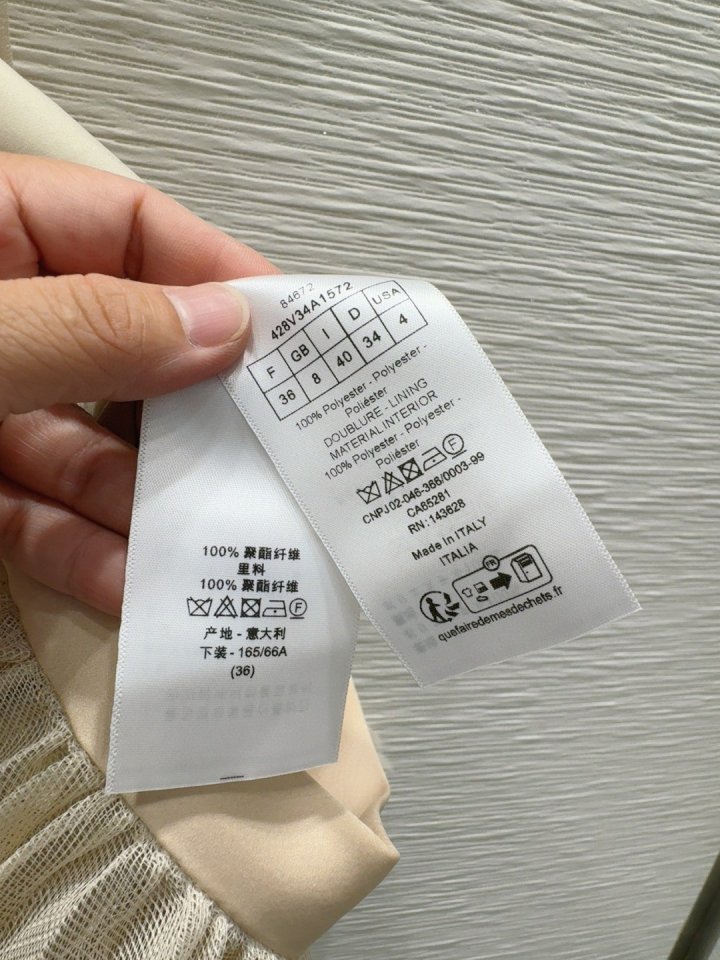 84672
428V34A1572
F GB I D USA
36 8 40 34 4
100% Polyester - Polyester -
Poliéster
DOUBLURE - LINING
MATERIAL INTERIOR
100% Polyester - Polyester -
Poliéster
F
CNPJ 02-046-366/0003-99
CA85281
RN: 143628
Made in ITALY
ITALIA
FR
quefairedemesdechets.fr
100% 聚酯纤维
里料
100% 聚酯纤维
F
产地 - 意大利
下装 - 165/66A
(36)